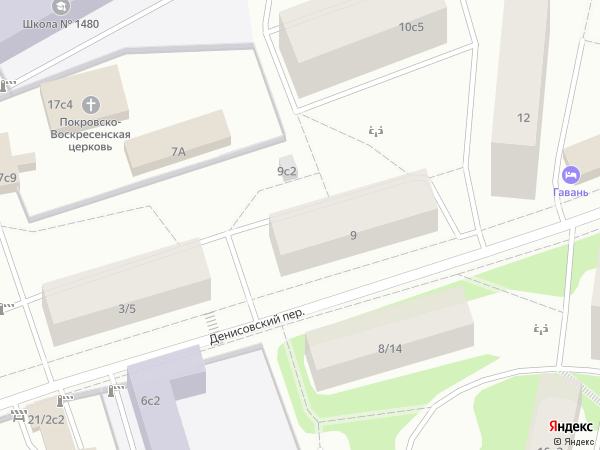 Школа № 1480
10с5
17с4
Покровско-
Воскресенская
церковь
12
7А
7с9
9с2
Гавань
9
3/5
Денисовский пер.
8/14
6с2
21/2с2
Яндекс
© Яндекс